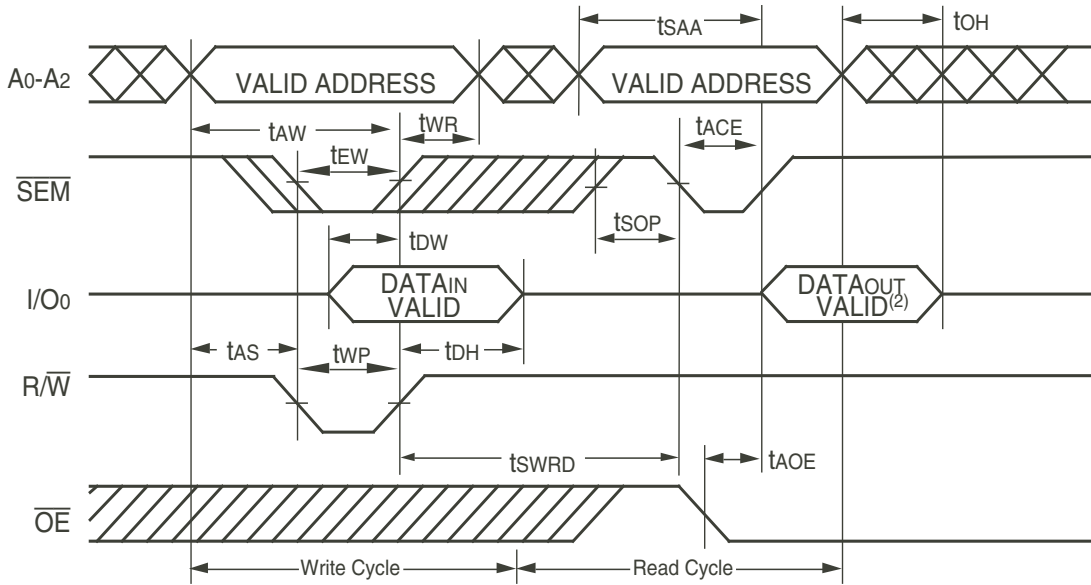 tSAA
tOH
A0-A2
VALID ADDRESS
VALID ADDRESS
tAW
tWR
tACE
tEW
SEM
tSOP
tDW
I/O0
DATAIN
VALID
DATAOUT
VALID(2)
tAS
tWP
tDH
R/W
tSWRD
tAOE
OE
Write Cycle
Read Cycle